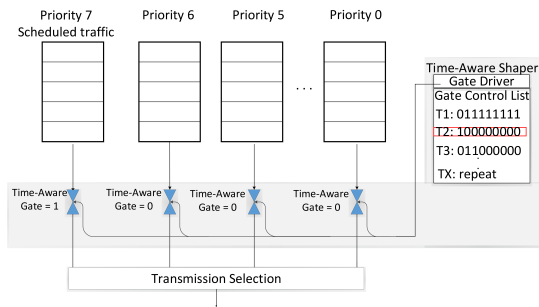 Priority 7
Scheduled traffic
Priority 6
Priority 5
Priority 0
. . .
Time-Aware Shaper
Gate Driver
Gate Control List
T1: 011111111
T2: 100000000
T3: 011000000
:
TX: repeat
Time-Aware
Gate = 1
Time-Aware
Gate = 0
Time-Aware
Gate = 0
Time-Aware
Gate = 0
Transmission Selection